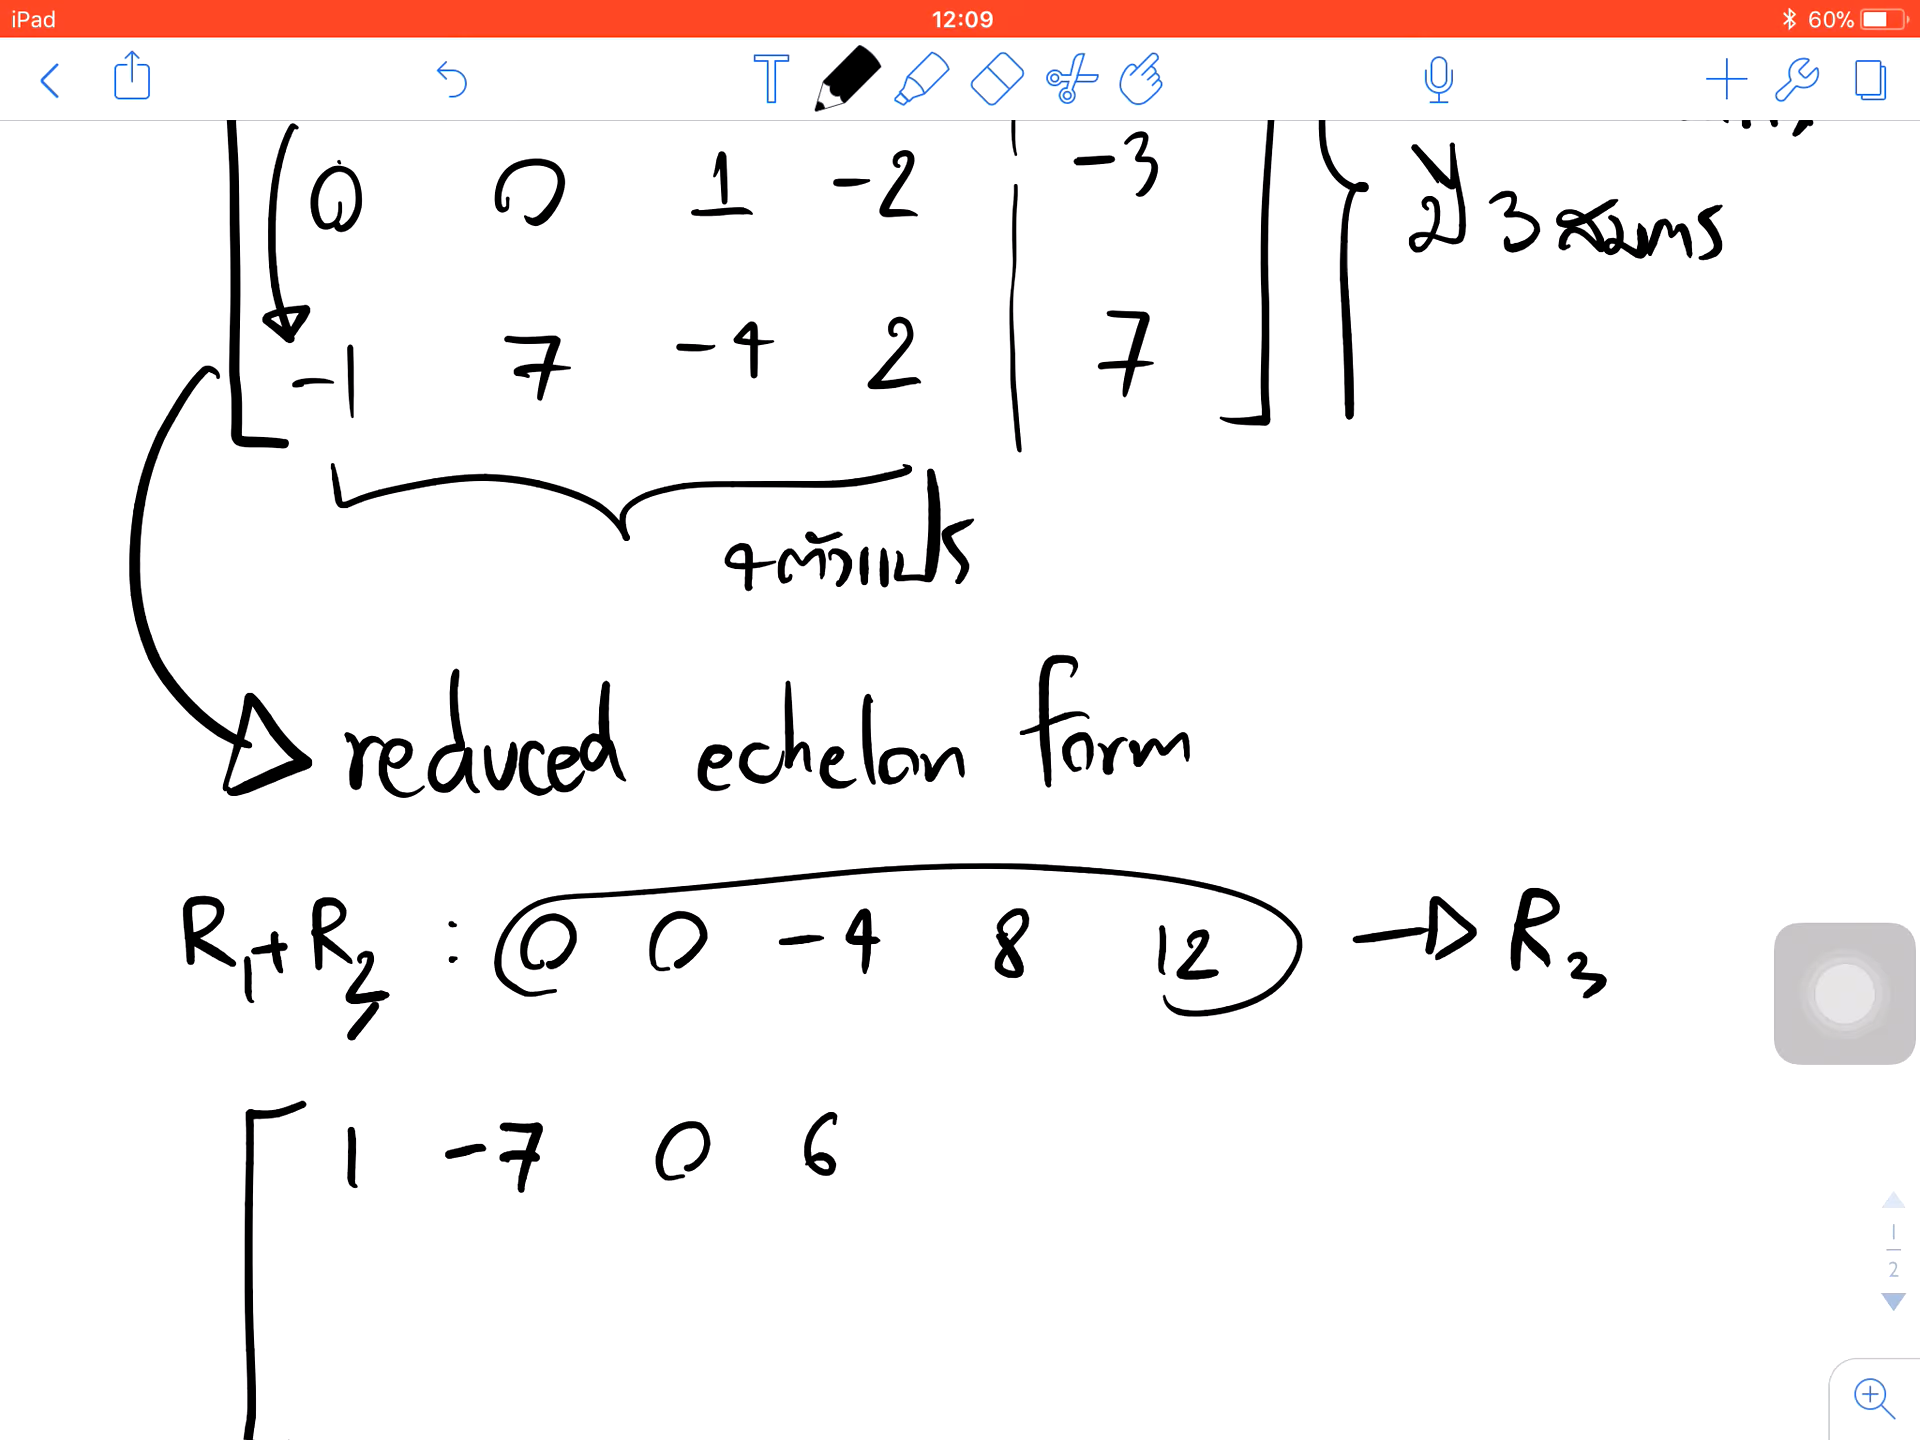 iPad 12:09 60%
T
0 0 1 -2 -3
มี 3 สมการ
-1 7 -4 2 7
4 ตัวแปร
reduced echelon form
R1+R3 : 0 0 -4 8 12 → R3
1 -7 0 6
1
2